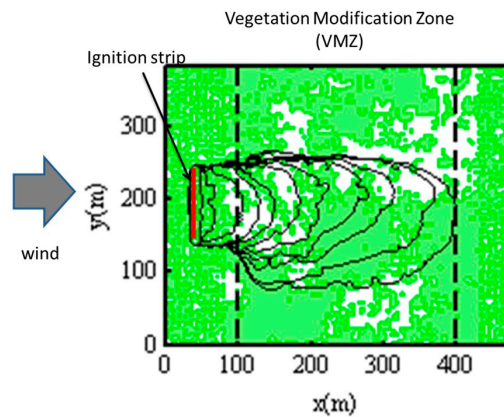 Vegetation Modification Zone
(VMZ)
Ignition strip
wind
y(m)
300
200
100
0
0 100 200 300 400
x(m)